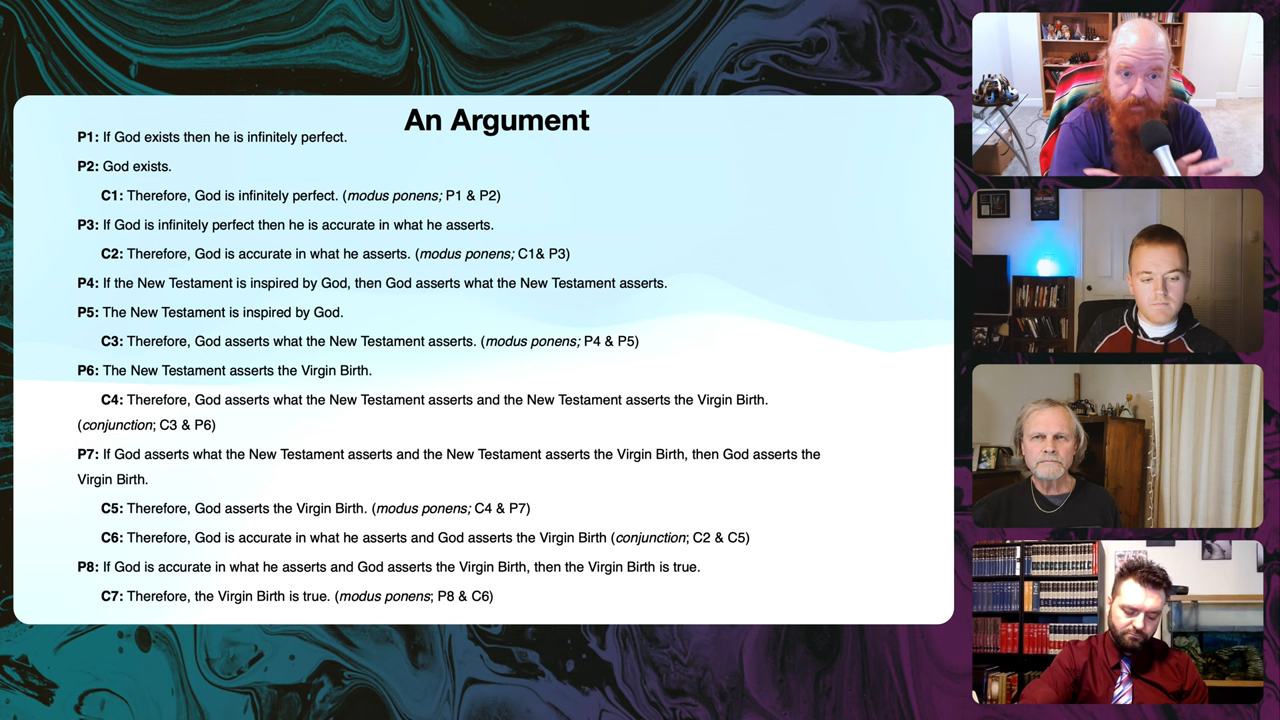 An Argument
P1: If God exists then he is infinitely perfect.
P2: God exists.
C1: Therefore, God is infinitely perfect. (modus ponens; P1 & P2)
P3: If God is infinitely perfect then he is accurate in what he asserts.
C2: Therefore, God is accurate in what he asserts. (modus ponens; C1& P3)
P4: If the New Testament is inspired by God, then God asserts what the New Testament asserts.
P5: The New Testament is inspired by God.
C3: Therefore, God asserts what the New Testament asserts. (modus ponens; P4 & P5)
P6: The New Testament asserts the Virgin Birth.
C4: Therefore, God asserts what the New Testament asserts and the New Testament asserts the Virgin Birth.
(conjunction; C3 & P6)
P7: If God asserts what the New Testament asserts and the New Testament asserts the Virgin Birth, then God asserts the
Virgin Birth.
C5: Therefore, God asserts the Virgin Birth. (modus ponens; C4 & P7)
C6: Therefore, God is accurate in what he asserts and God asserts the Virgin Birth (conjunction; C2 & C5)
P8: If God is accurate in what he asserts and God asserts the Virgin Birth, then the Virgin Birth is true.
C7: Therefore, the Virgin Birth is true. (modus ponens; P8 & C6)